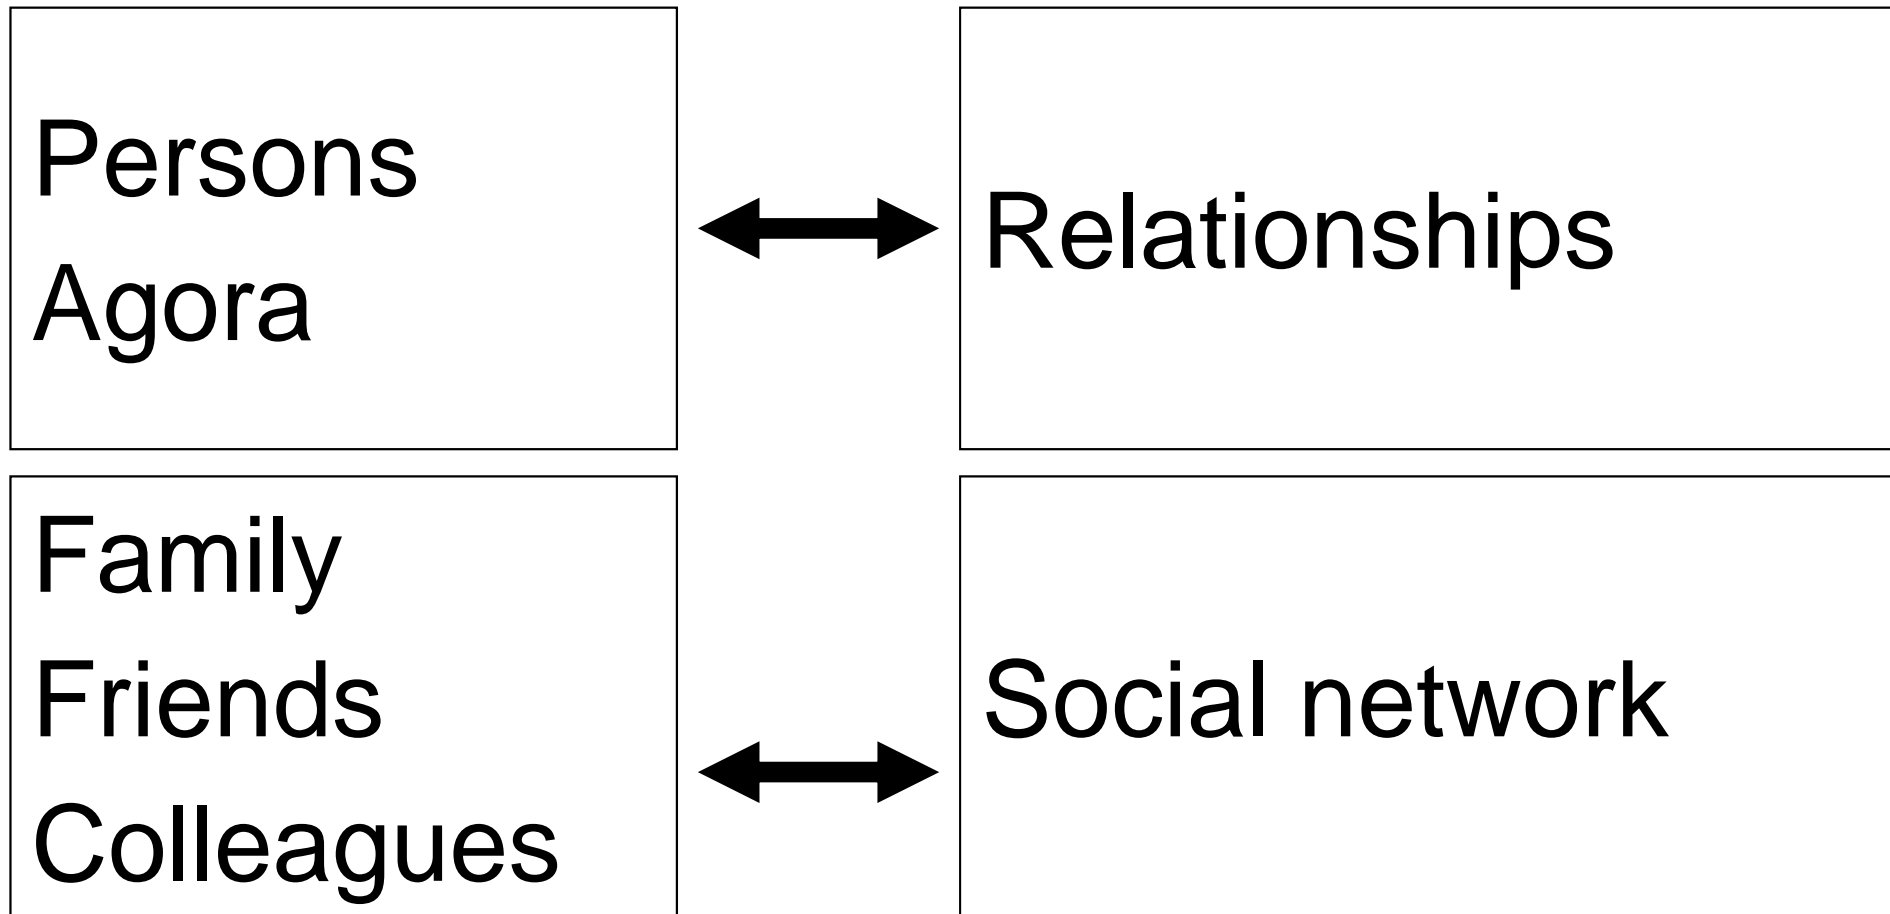 Persons
Agora
Relationships
Family
Friends
Colleagues
Social network